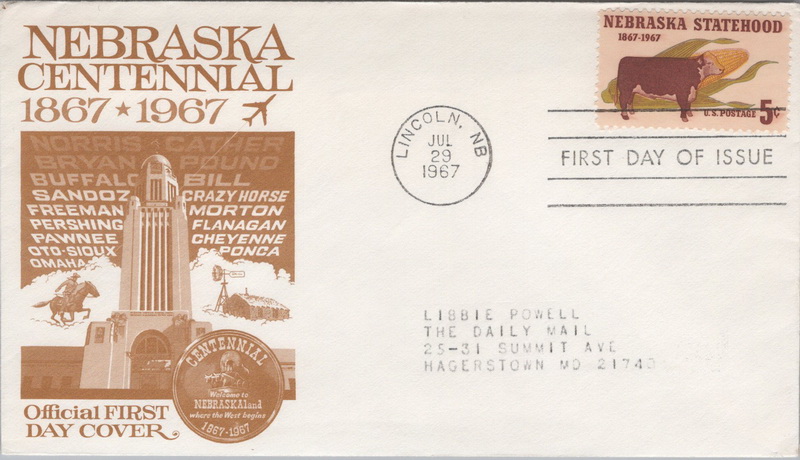 NEBRASKA
CENTENNIAL
1867 ★ 1967
NORRIS CATHER
BRYAN POUND
BUFFALO BILL
SANDOZ CRAZY HORSE
FREEMAN MORTON
PERSHING FLANAGAN
PAWNEE CHEYENNE
OTO-SIOUX PONCA
OMAHA
CENTENNIAL
Welcome to
NEBRASKAland
where the West begins
1867-1967
Official FIRST
DAY COVER
LINCOLN, NB
JUL
29
1967
NEBRASKA STATEHOOD
1867-1967
U.S. POSTAGE 5¢
FIRST DAY OF ISSUE
LIBBIE POWELL
THE DAILY MAIL
25-31 SUMMIT AVE
HAGERSTOWN MD 21740